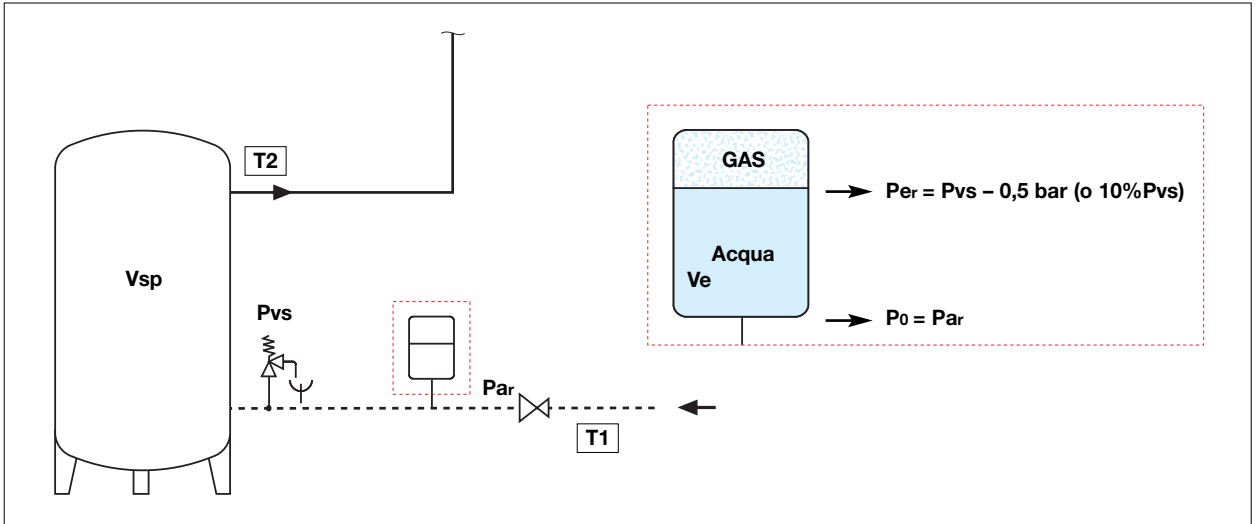 T2
GAS
Per = Pvs – 0,5 bar (o 10%Pvs)
Vsp
Acqua
Ve
Pvs
P0 = Par
Par
T1